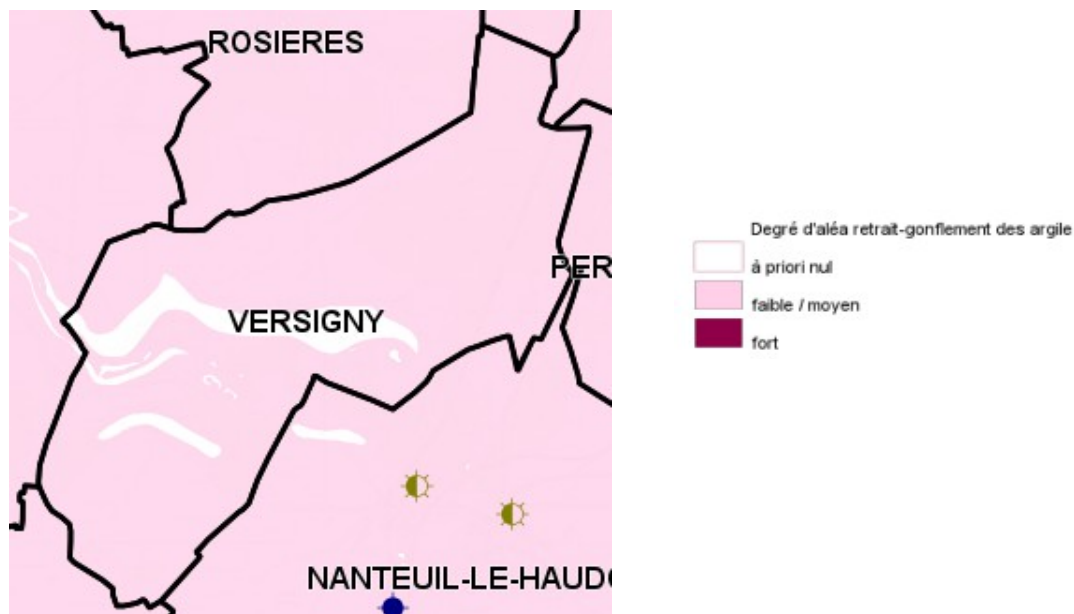 ROSIERES
VERSIGNY
PER
NANTEUIL-LE-HAUD
Degré d'aléa retrait-gonflement des argile
à priori nul
faible / moyen
fort